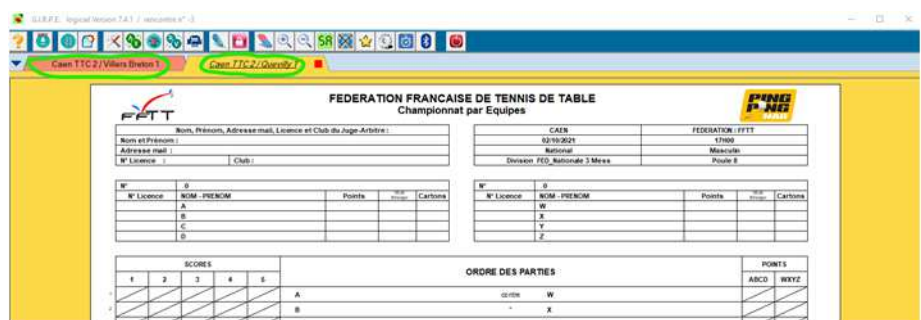 G.I.R.P.E. logiciel Version 7.4.1 / rencontre n° -3
SR
Caen TTC 2 / Villers Breton 1
Caen TTC 2 / Quevilly 1
FFTT
FEDERATION FRANCAISE DE TENNIS DE TABLE
Championnat par Equipes
PING
PONG
Nom, Prénom, Adresse mail, Licence et Club du Juge-Arbitre :
Nom et Prénom :
Adresse mail :
N° Licence : Club :
CAEN FEDERATION : FFTT
02/10/2021 17H00
National Masculin
Division FED_Nationale 3 Mess Poule 8
N° .0
N° Licence NOM - PRENOM Points Cartons
A
B
C
D
N° .0
N° Licence NOM - PRENOM Points Cartons
W
X
Y
Z
SCORES
1 2 3 4 5
ORDRE DES PARTIES
POINTS
ABCD WXYZ
A contre W
B " X